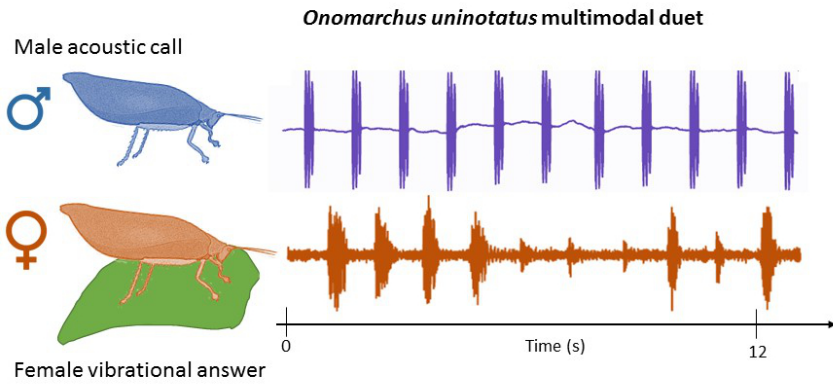 Onomarchus uninotatus multimodal duet
Male acoustic call
♂
♀
0
Time (s)
12
Female vibrational answer